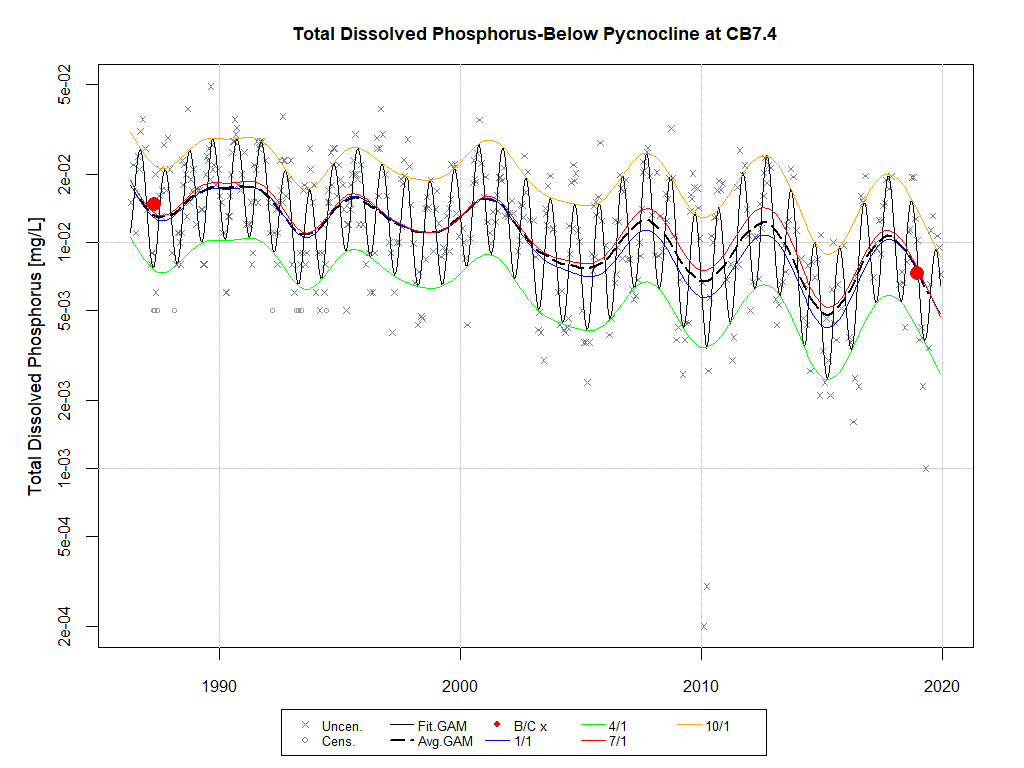 Total Dissolved Phosphorus-Below Pycnocline at CB7.4
Total Dissolved Phosphorus [mg/L]
5e-02
2e-02
1e-02
5e-03
2e-03
1e-03
5e-04
2e-04
1990 2000 2010 2020
Uncen. Fit.GAM B/C x 4/1 10/1
Cens. Avg.GAM 1/1 7/1